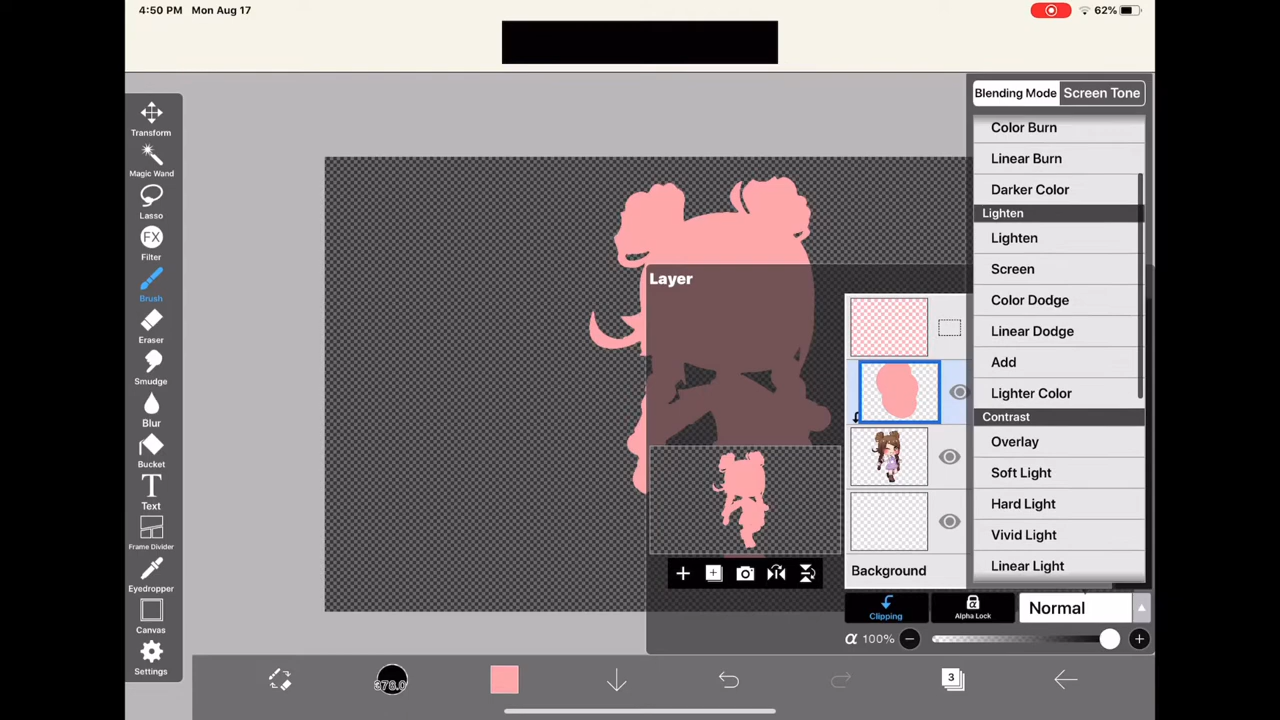 4:50 PM Mon Aug 17
62%
Transform
Magic Wand
Lasso
FX
Filter
Brush
Eraser
Smudge
Blur
Bucket
T
Text
Frame Divider
Eyedropper
Canvas
Settings
Layer
Background
Clipping
α
Alpha Lock
Normal
α 100%
Blending Mode
Screen Tone
Color Burn
Linear Burn
Darker Color
Lighten
Lighten
Screen
Color Dodge
Linear Dodge
Add
Lighter Color
Contrast
Overlay
Soft Light
Hard Light
Vivid Light
Linear Light
378.0
3